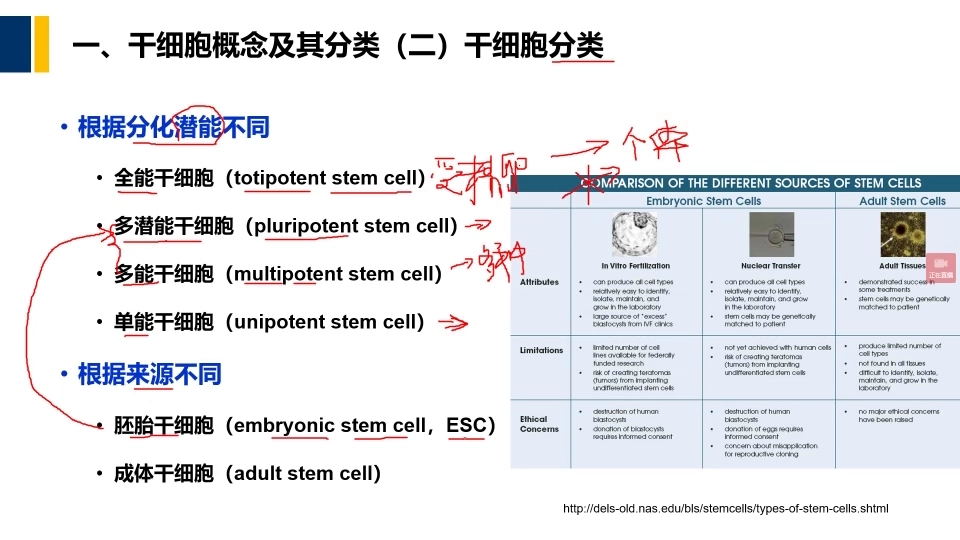 一、干细胞概念及其分类（二）干细胞分类
• 根据分化潜能不同
• 全能干细胞（totipotent stem cell）受精卵 → 个体
• 多潜能干细胞（pluripotent stem cell）
• 多能干细胞（multipotent stem cell）→ 多种
• 单能干细胞（unipotent stem cell）
• 根据来源不同
• 胚胎干细胞（embryonic stem cell，ESC）
• 成体干细胞（adult stem cell）
COMPARISON OF THE DIFFERENT SOURCES OF STEM CELLS
Embryonic Stem Cells
Adult Stem Cells
In Vitro Fertilization
Nuclear Transfer
Adult Tissues
正在直播
Attributes
• can produce all cell types
• relatively easy to identify,
isolate, maintain, and
grow in the laboratory
• large source of "excess"
blastocysts from IVF clinics
• can produce all cell types
• relatively easy to identify,
isolate, maintain, and grow
in the laboratory
• stem cells may be genetically
matched to patient
• demonstrated success in
some treatments
• stem cells may be genetically
matched to patient
Limitations
• limited number of cell
lines available for federally
funded research
• risk of creating teratomas
(tumors) from implanting
undifferentiated stem cells
• not yet achieved with human cells
• risk of creating teratomas
(tumors) from implanting
undifferentiated stem cells
• produce limited number of
cell types
• not found in all tissues
• difficult to identify, isolate,
maintain, and grow in the
laboratory
Ethical
Concerns
• destruction of human
blastocysts
• donation of blastocysts
requires informed consent
• destruction of human
blastocysts
• donation of eggs requires
informed consent
• concern about misapplication
for reproductive cloning
• no major ethical concerns
have been raised
http://dels-old.nas.edu/bls/stemcells/types-of-stem-cells.shtml